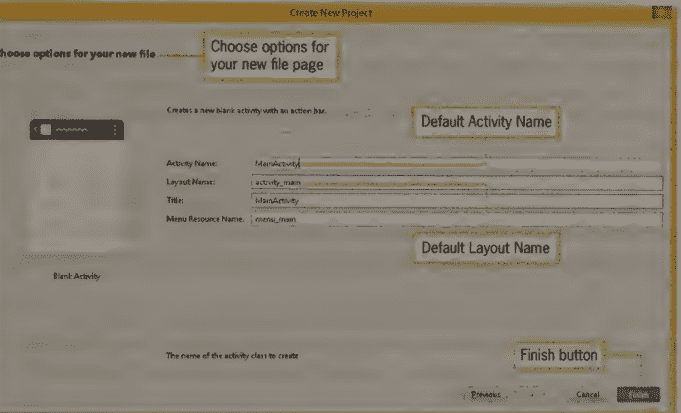 Create New Project
hoose options for your new file
Choose options for
your new file page
Creates a new blank activity with an action bar.
Default Activity Name
Activity Name: MainActivity
Layout Name: activity_main
Title: MainActivity
Menu Resource Name: menu_main
Default Layout Name
Blank Activity
The name of the activity class to create
Finish button
Previous
Cancel
Finish